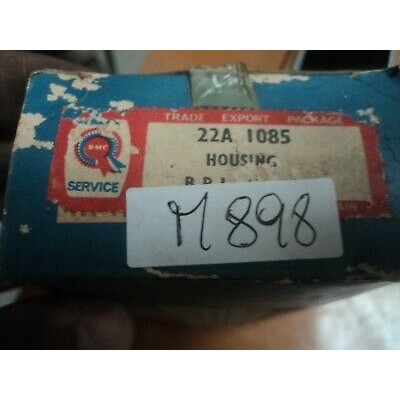 TRADE EXPORT PACKAGE
22A 1085
HOUSING
BMC
SERVICE
M898